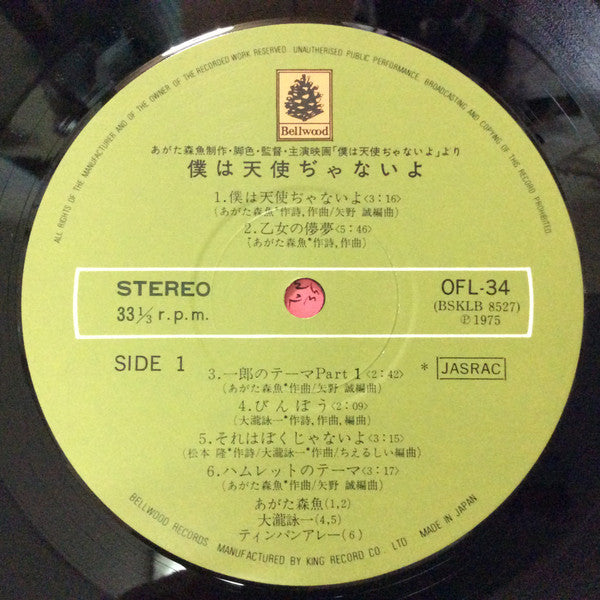 ALL RIGHTS OF THE MANUFACTURER AND OF THE OWNER OF THE RECORDED WORK RESERVED. UNAUTHORISED PUBLIC PERFORMANCE. BROADCASTING AND COPYING OF THIS RECORD PROHIBITED.
Bellwood
あがた森魚制作・脚色・監督・主演映画「僕は天使ぢゃないよ」より
僕は天使ぢゃないよ
1.僕は天使ぢゃないよ〈3:16〉
(あがた森魚*作詩,作曲/矢野 誠編曲)
2.乙女の儚夢〈5:46〉
(あがた森魚*作詩,作曲)
STEREO
33 1/3 r.p.m.
OFL-34
(BSKLB 8527)
Ⓟ1975
SIDE 1
3.一郎のテーマPart 1〈2:42〉
(あがた森魚*作曲/矢野 誠編曲)
* JASRAC
4.びんぼう〈2:09〉
(大瀧詠一*作詩,作曲,編曲)
5.それはぼくじゃないよ〈3:15〉
(松本 隆*作詩/大瀧詠一*作曲/ちえるしい編曲)
6.ハムレットのテーマ〈3:17〉
(あがた森魚*作曲/矢野 誠編曲)
あがた森魚(1,2)
大瀧詠一(4,5)
ティンパンアレー(6)
BELLWOOD RECORDS. MANUFACTURED BY KING RECORD CO. LTD. MADE IN JAPAN